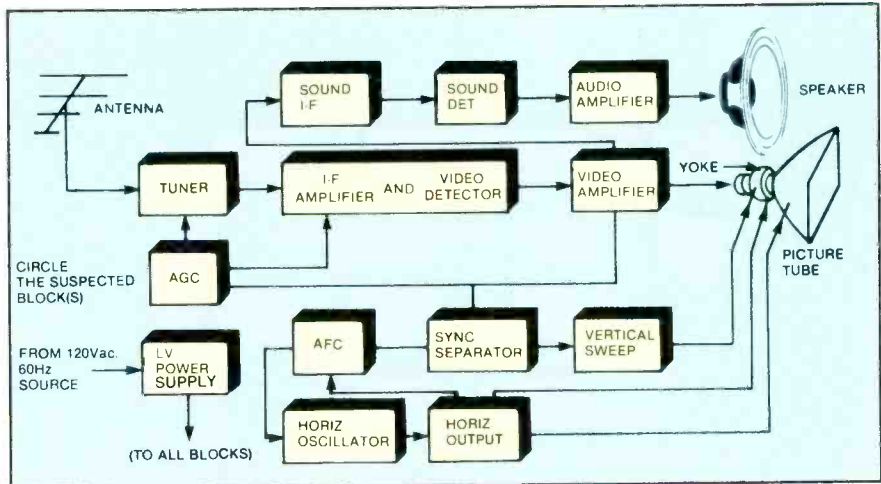 ANTENNA
SOUND
I-F
SOUND
DET
AUDIO
AMPLIFIER
SPEAKER
TUNER
I-F
AMPLIFIER AND VIDEO
DETECTOR
VIDEO
AMPLIFIER
YOKE
PICTURE
TUBE
CIRCLE
THE SUSPECTED
BLOCK(S)
AGC
FROM 120Vac.
60Hz
SOURCE
LV
POWER
SUPPLY
(TO ALL BLOCKS)
AFC
SYNC
SEPARATOR
VERTICAL
SWEEP
HORIZ
OSCILLATOR
HORIZ
OUTPUT